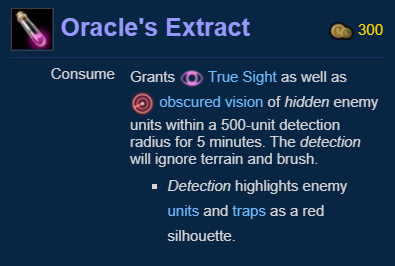 Oracle's Extract
300
Consume
Grants True Sight as well as
obscured vision of hidden enemy
units within a 500-unit detection
radius for 5 minutes. The detection
will ignore terrain and brush.
Detection highlights enemy
units and traps as a red
silhouette.